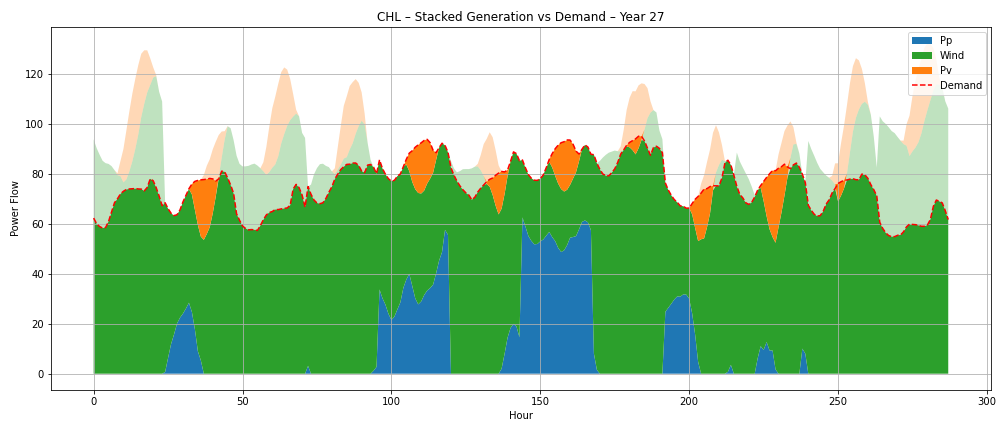 CHL – Stacked Generation vs Demand – Year 27
Pp
Wind
Pv
Demand
Power Flow
120
100
80
60
40
20
0
0 50 100 150 200 250 300
Hour